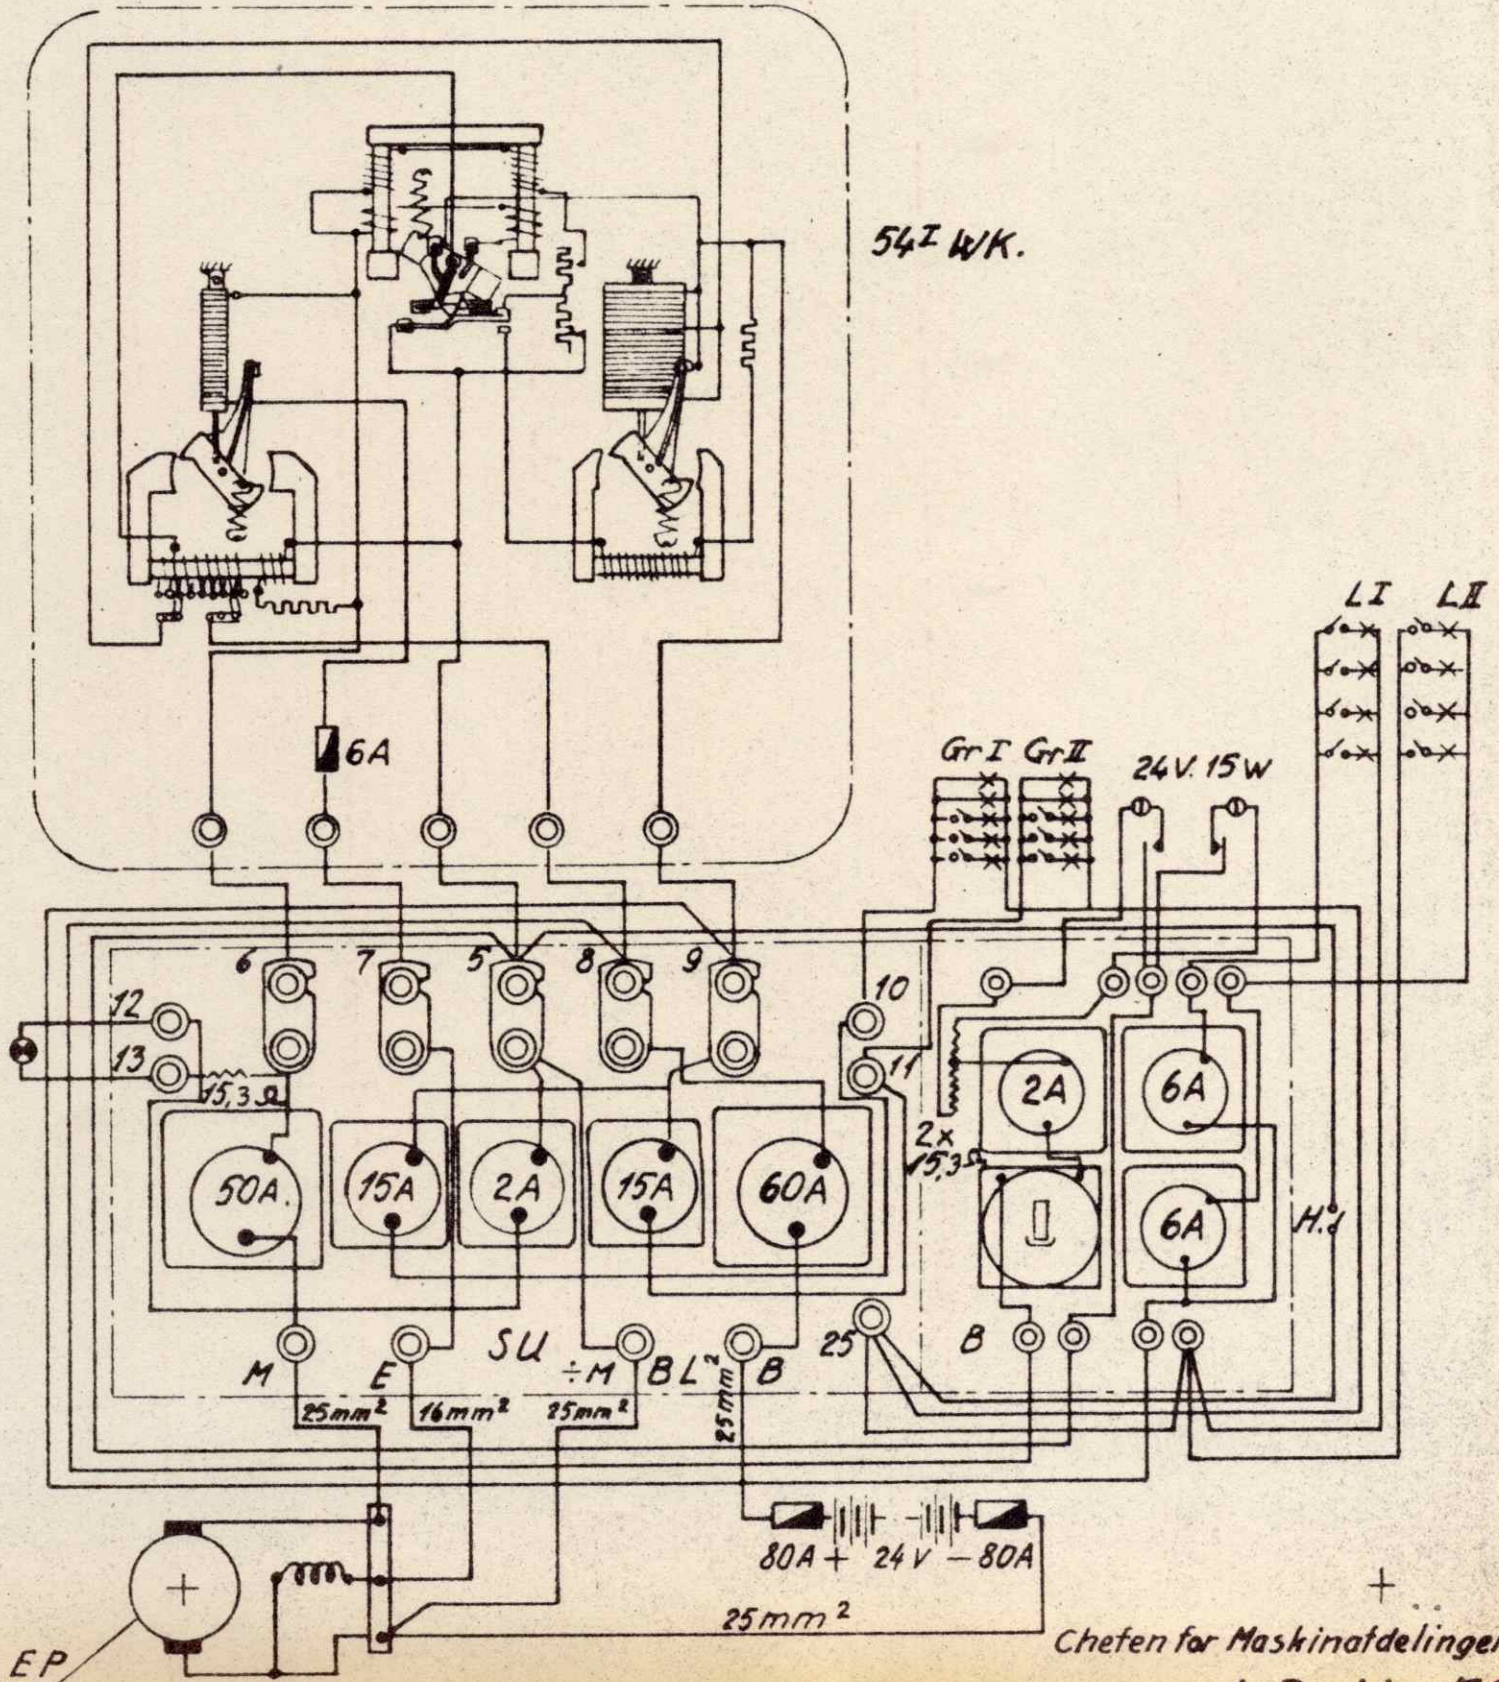 54I WK.
LI LII
6A
GrI GrII
24V. 15W
6 7 5 8 9
12
10
13
11
15,3 Ω
2A 6A
2x
15,3Ω
50A. 15A 2A 15A 60A
6A
H.
SU
25
B
M E ÷M BL² B
25mm² 16mm² 25mm²
25mm²
80A + 24V - 80A
25mm²
+
EP
Chefen for Maskinafdelingen